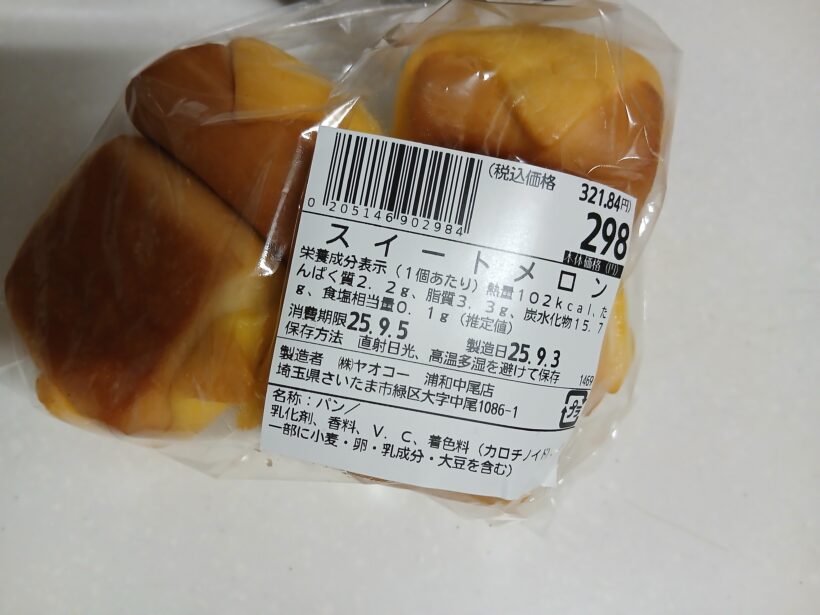 (税込価格 321.84円)
0 205146 902984
298
本体価格(円)
スイートメロン
栄養成分表示(1個あたり)熱量102kcal、た
んぱく質2.2g、脂質3.3g、炭水化物15.7
g、食塩相当量0.1g(推定値)
消費期限25.9.5 製造日25.9.3
保存方法 直射日光、高温多湿を避けて保存
1469
製造者 ㈱ヤオコー 浦和中尾店
埼玉県さいたま市緑区大字中尾1086-1
プラ
名称:パン/
乳化剤、香料、V.C、着色料(カロチノイド・
一部に小麦・卵・乳成分・大豆を含む)